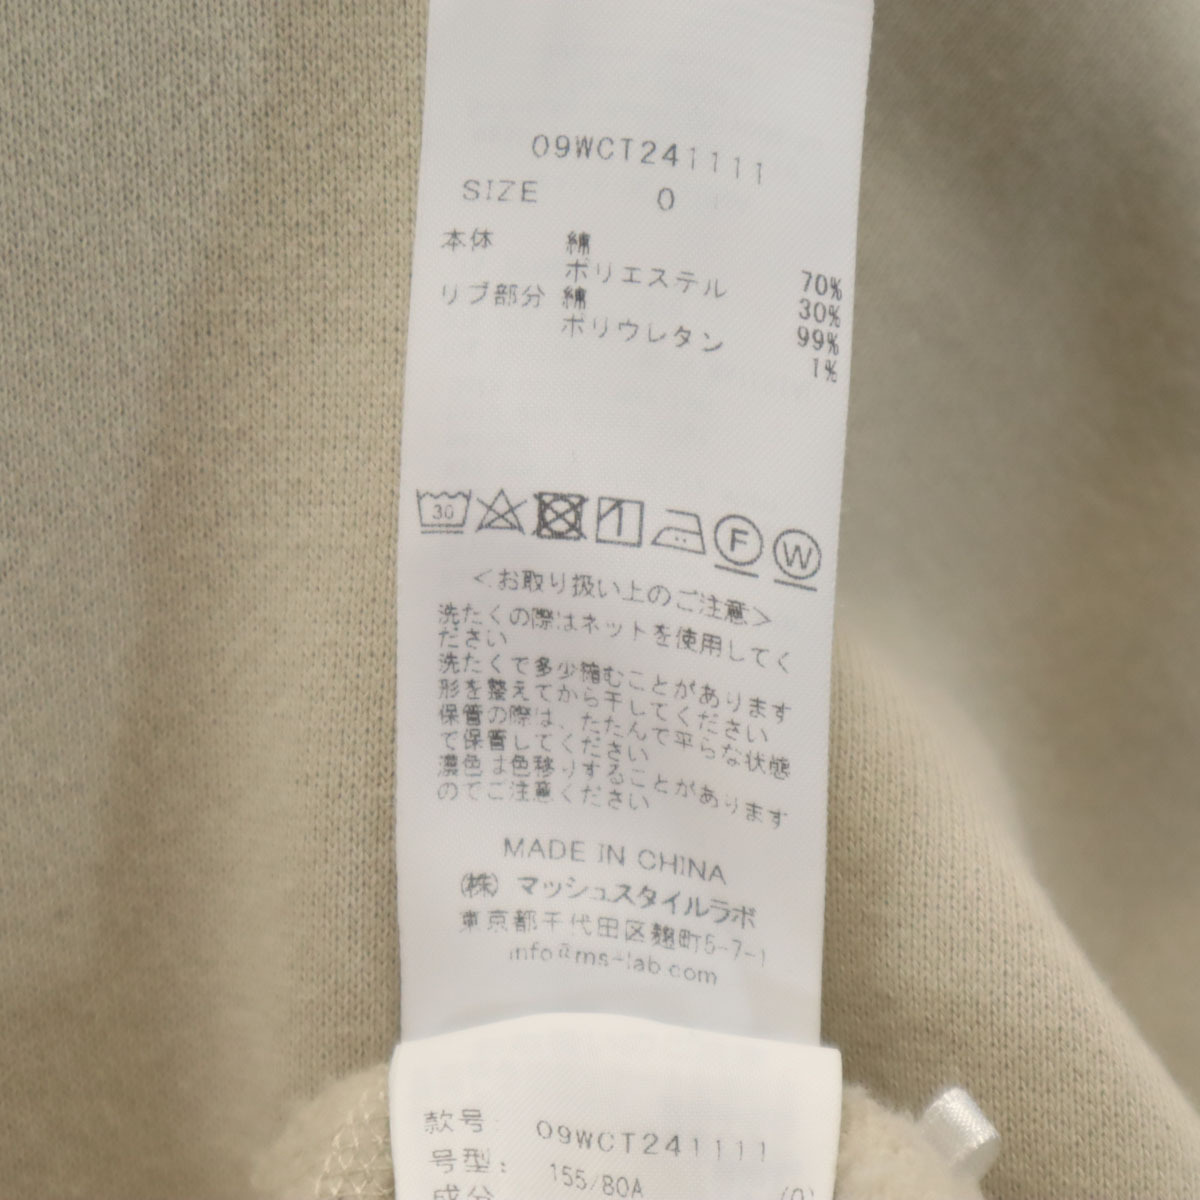 09WCT241111
SIZE 0
本体 綿 70%
ポリエステル 30%
リブ部分 綿 99%
ポリウレタン 1%
30 F W
<お取り扱い上のご注意>
洗たくの際はネットを使用してく
ださい
洗たくで多少縮むことがあります
形を整えてから干してください
保管の際は、たたんで平らな状態
で保管してください
濃色は色移りすることがあります
のでご注意ください
MADE IN CHINA
(株) マッシュスタイルラボ
東京都千代田区麹町5-7-1
info@ms-lab.com
款号: 09WCT241111
号型: 155/80A (0)
成分